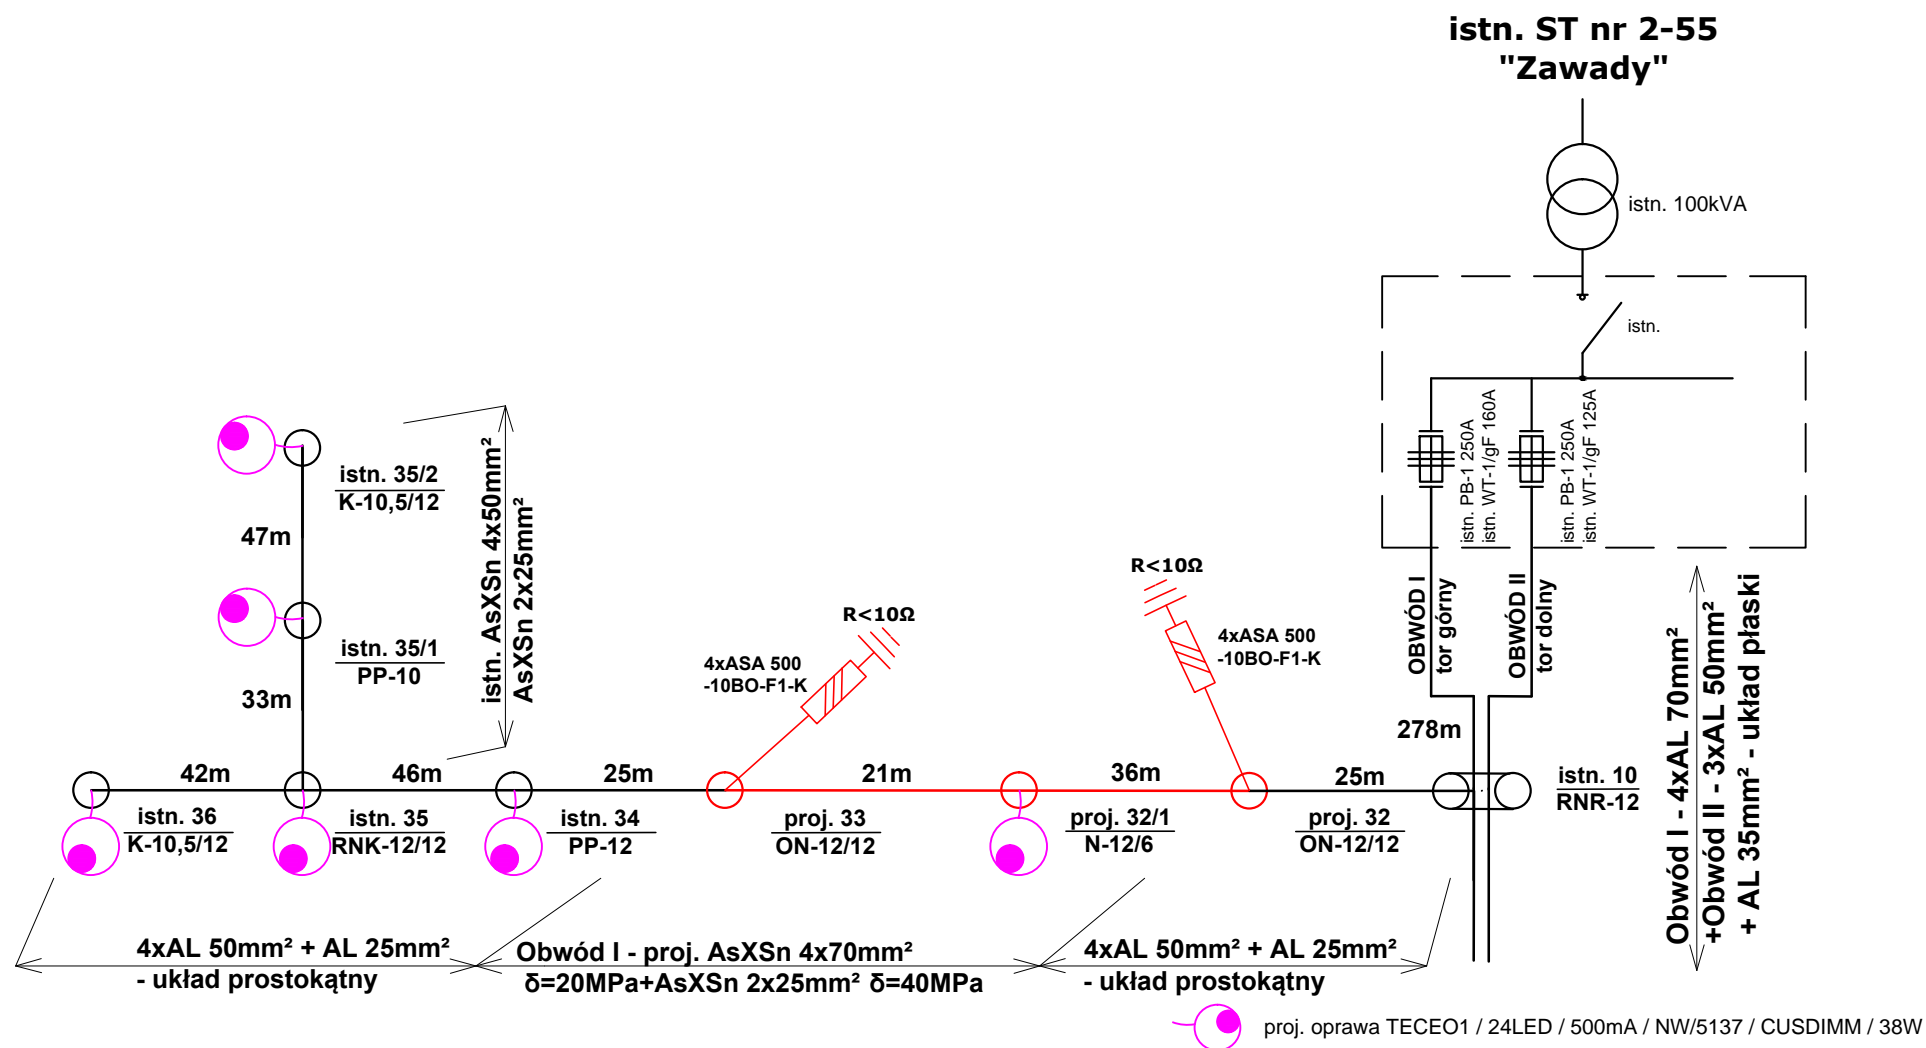 istn. ST nr 2-55
"Zawady"
istn. 100kVA
istn.
istn. PB-1 250A
istn. WT-1/gF 160A
istn. PB-1 250A
istn. WT-1/gF 125A
OBWÓD I
tor górny
OBWÓD II
tor dolny
278m
istn. 10
RNR-12
Obwód I - 4xAL 70mm²
+Obwód II - 3xAL 50mm²
+ AL 35mm² - układ płaski
istn. 35/2
K-10,5/12
47m
istn. 35/1
PP-10
33m
istn. AsXSn 4x50mm²
AsXSn 2x25mm²
R<10Ω
4xASA 500
-10BO-F1-K
R<10Ω
4xASA 500
-10BO-F1-K
42m
46m
25m
21m
36m
25m
istn. 36
K-10,5/12
istn. 35
RNK-12/12
istn. 34
PP-12
proj. 33
ON-12/12
proj. 32/1
N-12/6
proj. 32
ON-12/12
4xAL 50mm² + AL 25mm²
- układ prostokątny
Obwód I - proj. AsXSn 4x70mm²
δ=20MPa+AsXSn 2x25mm² δ=40MPa
4xAL 50mm² + AL 25mm²
- układ prostokątny
proj. oprawa TECEO1 / 24LED / 500mA / NW/5137 / CUSDIMM / 38W